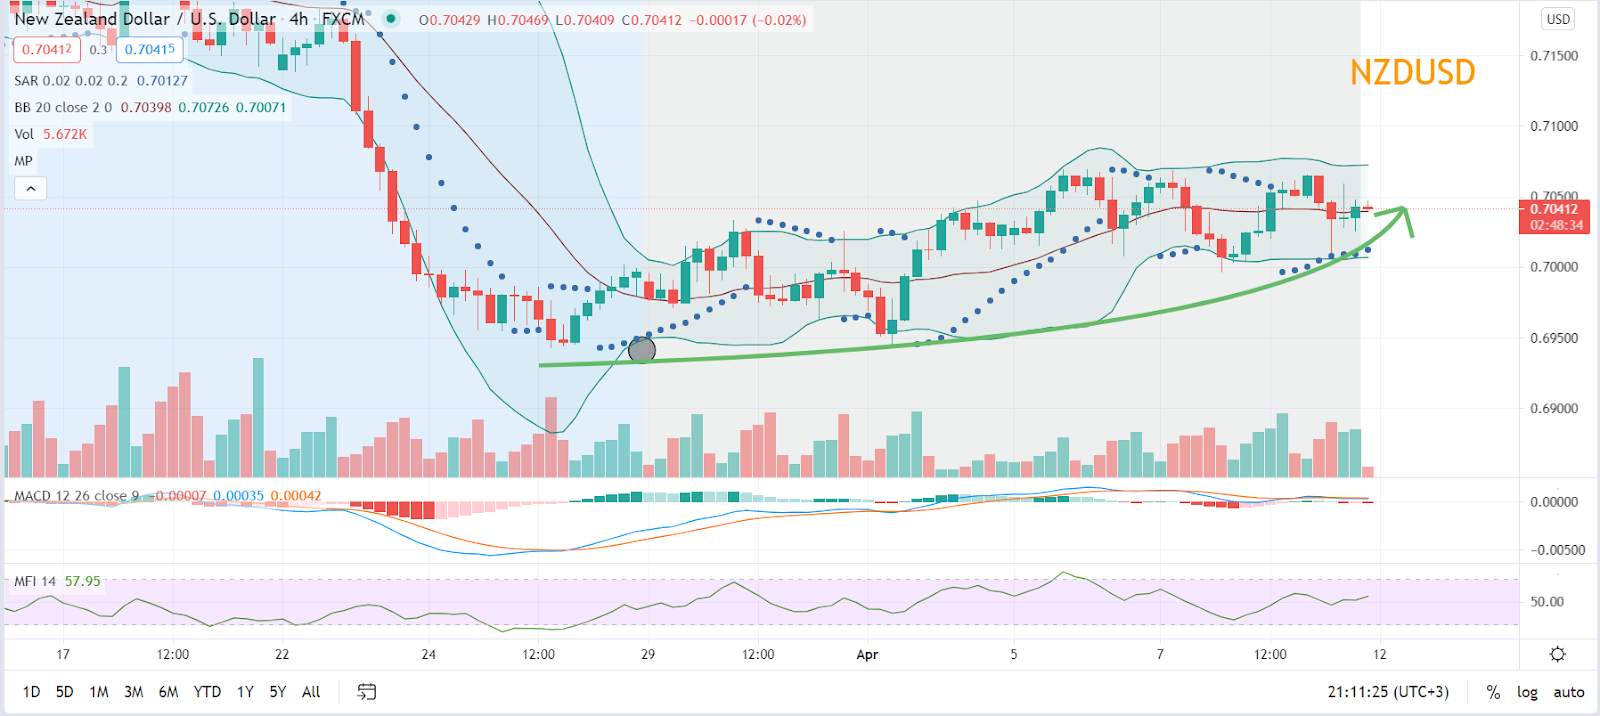 New Zealand Dollar / U.S. Dollar · 4h · FXCM O0.70429 H0.70469 L0.70409 C0.70412 −0.00017 (−0.02%)
0.70412 0.3 0.70415
SAR 0.02 0.02 0.2 0.70127
BB 20 close 2 0 0.70398 0.70726 0.70071
Vol 5.672K
MP
USD
NZDUSD
0.71500
0.71000
0.70500
0.70412
02:48:34
0.70000
0.69500
0.69000
MACD 12 26 close 9 −0.00007 0.00035 0.00042
0.00000
−0.00500
MFI 14 57.95
50.00
17 12:00 22 24 12:00 29 12:00 Apr 5 7 12:00 12
1D 5D 1M 3M 6M YTD 1Y 5Y All 21:11:25 (UTC+3) % log auto